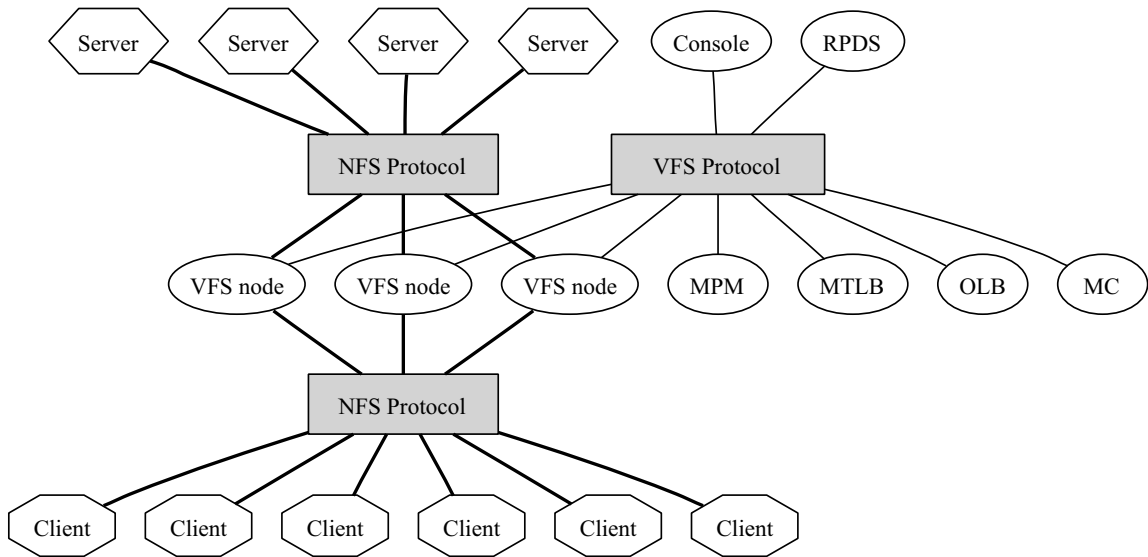 Server
Server
Server
Server
Console
RPDS
NFS Protocol
VFS Protocol
VFS node
VFS node
VFS node
MPM
MTLB
OLB
MC
NFS Protocol
Client
Client
Client
Client
Client
Client